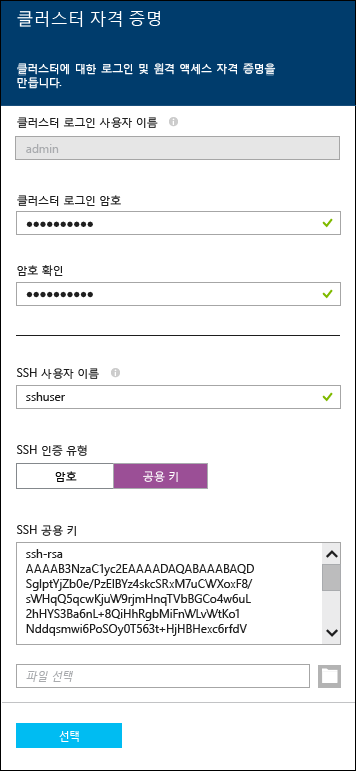 클러스터 자격 증명
클러스터에 대한 로그인 및 원격 액세스 자격 증명을
만듭니다.
클러스터 로그인 사용자 이름
admin
클러스터 로그인 암호
●●●●●●●●●●
암호 확인
●●●●●●●●●●
SSH 사용자 이름
sshuser
SSH 인증 유형
암호 공용 키
SSH 공용 키
ssh-rsa
AAAAB3NzaC1yc2EAAAADAQABAAABAQD
SglptYjZb0e/PzElBYz4skcSRxM7uCWXoxF8/
sWHqQ5qcwKjuW9rjmHnqTVbBGCo4w6uL
2hHYS3Ba6nL+8QiHhRgbMiFnWLvWtKo1
Nddqsmwi6PoSOy0T563t+HjHBHexc6rfdV
파일 선택
선택